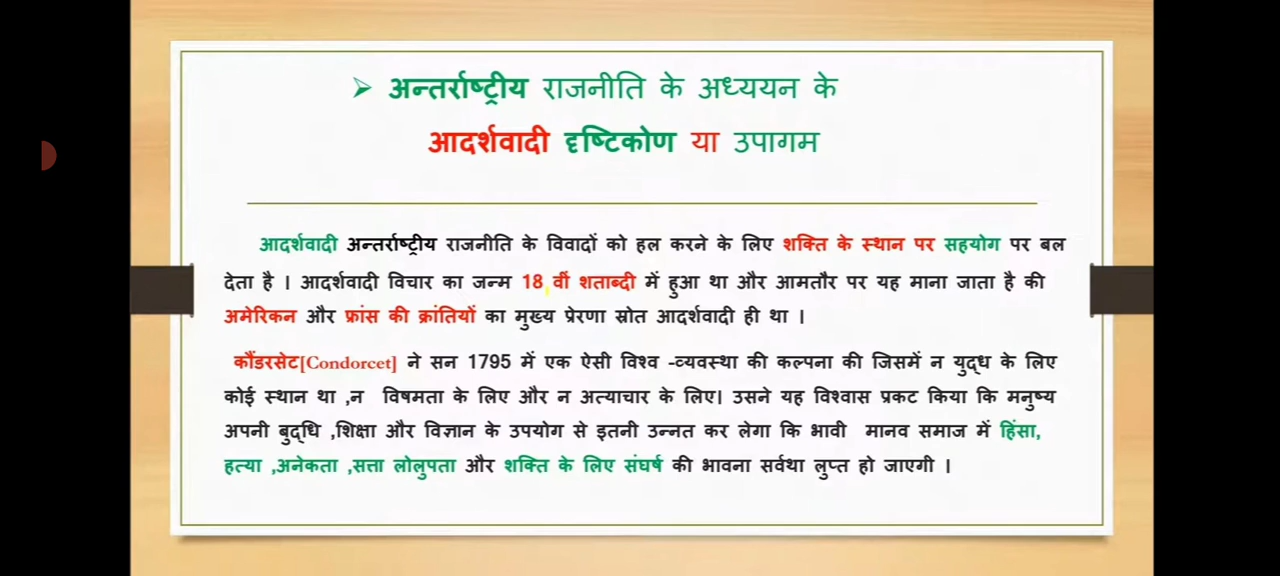 ➢ अन्तर्राष्ट्रीय राजनीति के अध्ययन के
आदर्शवादी दृष्टिकोण या उपागम
आदर्शवादी अन्तर्राष्ट्रीय राजनीति के विवादों को हल करने के लिए शक्ति के स्थान पर सहयोग पर बल
देता है । आदर्शवादी विचार का जन्म 18 वीं शताब्दी में हुआ था और आमतौर पर यह माना जाता है की
अमेरिकन और फ्रांस की क्रांतियों का मुख्य प्रेरणा स्रोत आदर्शवादी ही था ।
कौंडरसेट[Condorcet] ने सन 1795 में एक ऐसी विश्व -व्यवस्था की कल्पना की जिसमें न युद्ध के लिए
कोई स्थान था ,न विषमता के लिए और न अत्याचार के लिए। उसने यह विश्वास प्रकट किया कि मनुष्य
अपनी बुद्धि ,शिक्षा और विज्ञान के उपयोग से इतनी उन्नत कर लेगा कि भावी मानव समाज में हिंसा,
हत्या ,अनेकता ,सत्ता लोलुपता और शक्ति के लिए संघर्ष की भावना सर्वथा लुप्त हो जाएगी ।